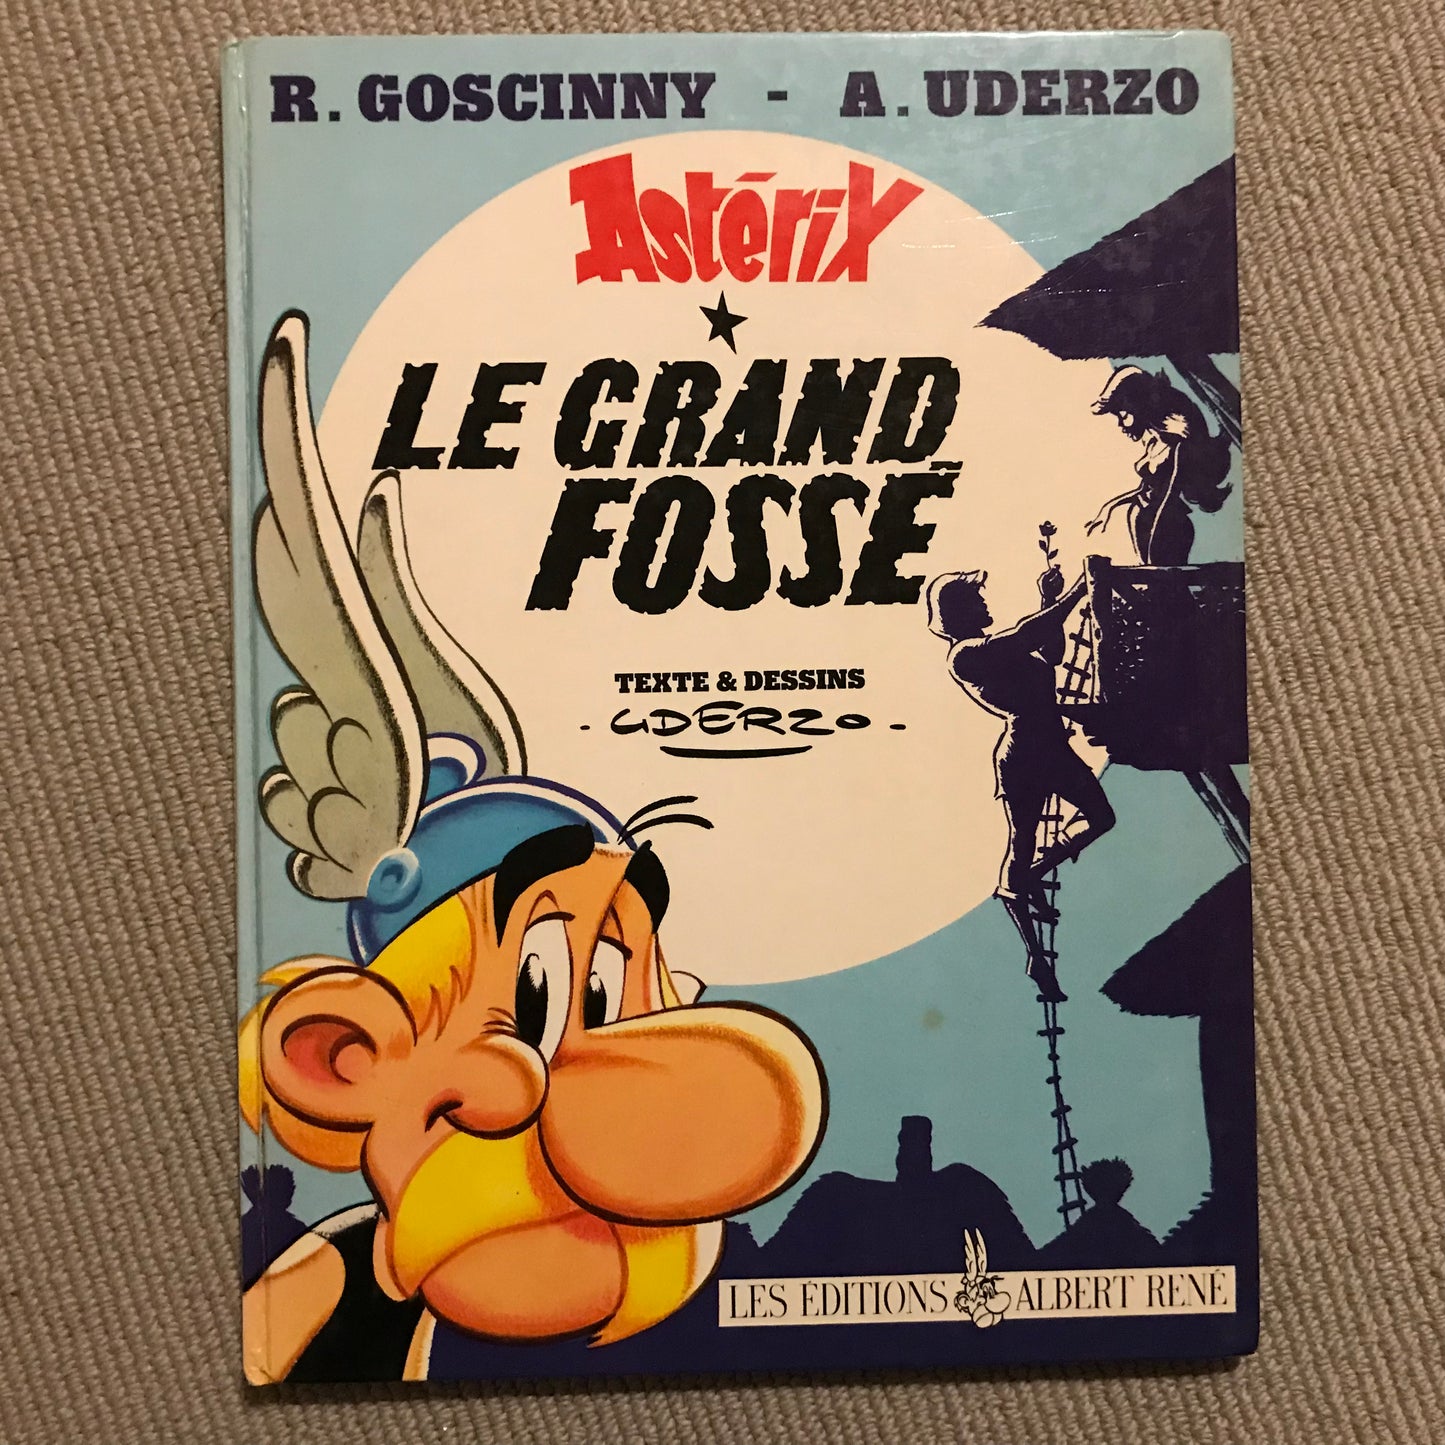 R. GOSCINNY - A. UDERZO
Astérix
LE GRAND
FOSSÉ
TEXTE & DESSINS
- UDERZO -
LES ÉDITIONS ALBERT RENÉ